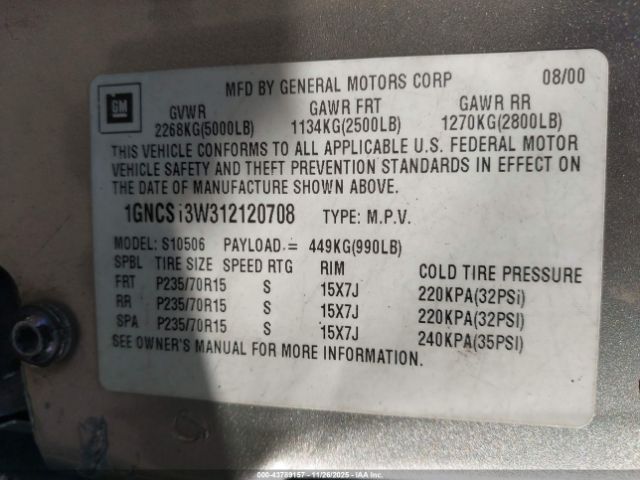 GM
MFD BY GENERAL MOTORS CORP 08/00
GVWR GAWR FRT GAWR RR
2268KG(5000LB) 1134KG(2500LB) 1270KG(2800LB)
THIS VEHICLE CONFORMS TO ALL APPLICABLE U.S. FEDERAL MOTOR
VEHICLE SAFETY AND THEFT PREVENTION STANDARDS IN EFFECT ON
THE DATE OF MANUFACTURE SHOWN ABOVE.
1GNCS13W312120708 TYPE: M.P.V.
MODEL: S10506 PAYLOAD = 449KG(990LB)
SPBL TIRE SIZE SPEED RTG RIM COLD TIRE PRESSURE
FRT P235/70R15 S 15X7J 220KPA(32PSI)
RR P235/70R15 S 15X7J 220KPA(32PSI)
SPA P235/70R15 S 15X7J 240KPA(35PSI)
SEE OWNER'S MANUAL FOR MORE INFORMATION.
000-43789157 - 11/26/2025 - IAA